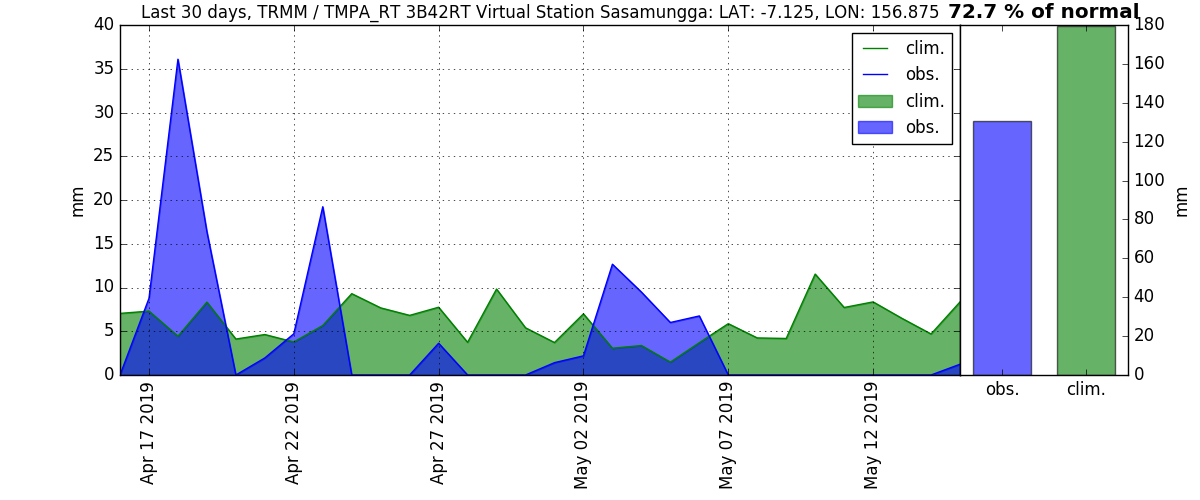 Last 30 days, TRMM / TMPA_RT 3B42RT Virtual Station Sasamungga: LAT: -7.125, LON: 156.875 72.7 % of normal
40
35
30
25
20
15
10
5
0
mm
clim.
obs.
clim.
obs.
Apr 17 2019
Apr 22 2019
Apr 27 2019
May 02 2019
May 07 2019
May 12 2019
180
160
140
120
100
80
60
40
20
0
mm
obs.
clim.